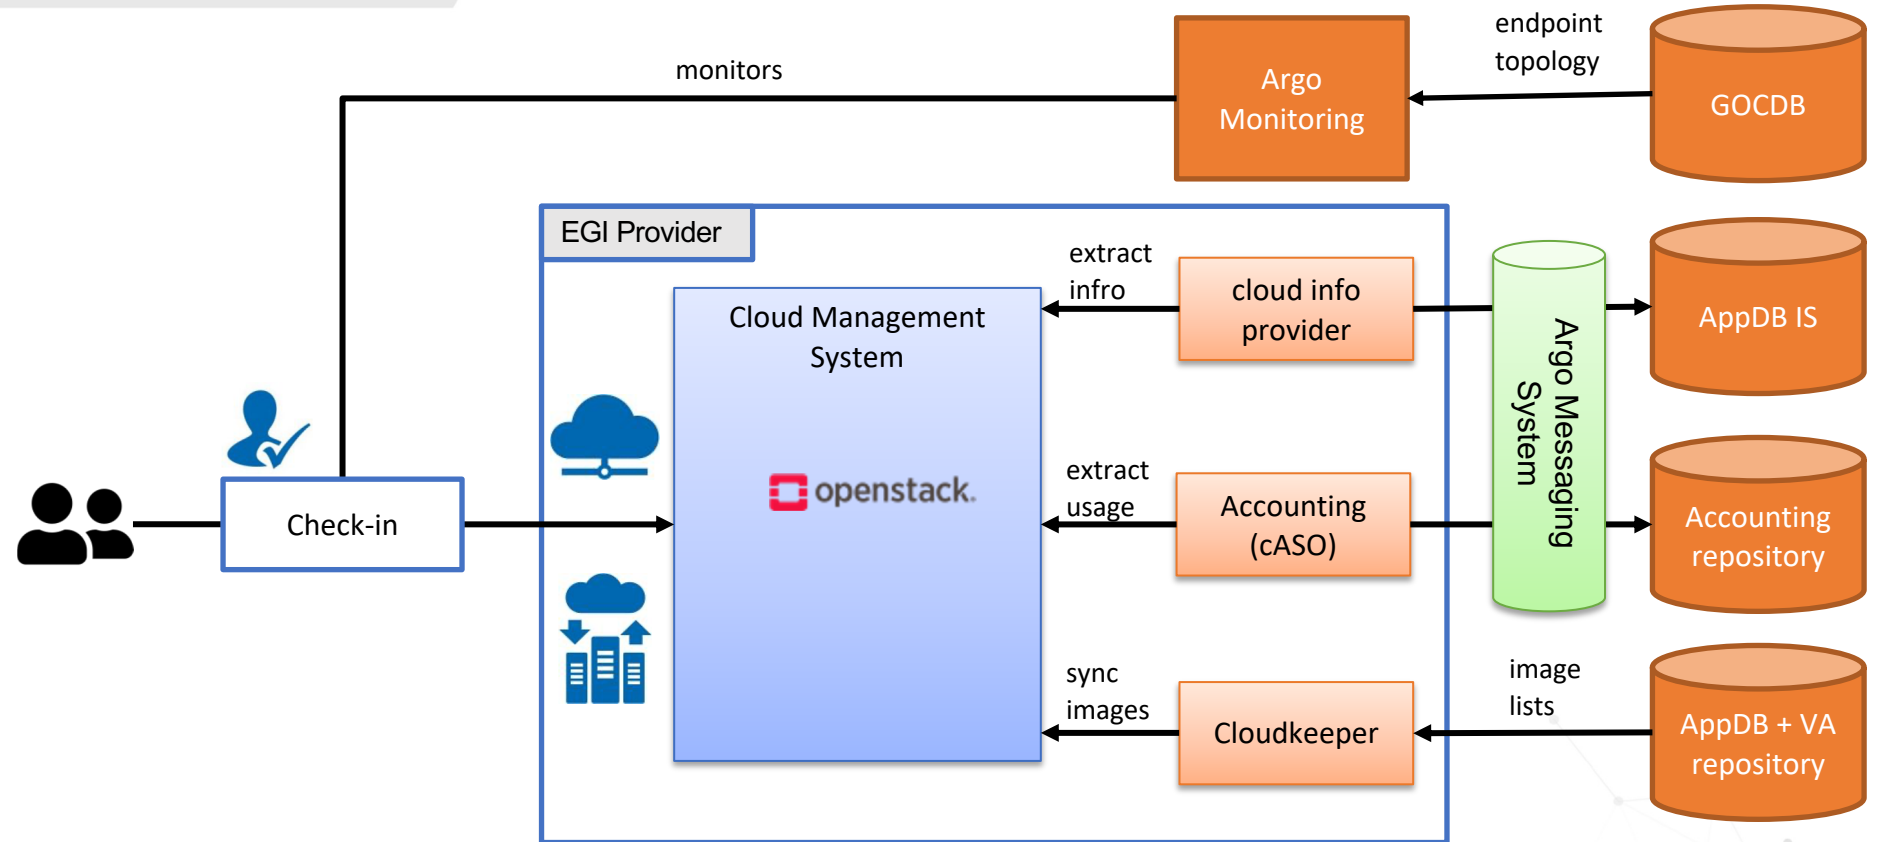 endpoint
topology
monitors
Argo
Monitoring
GOCDB
EGI Provider
extract
infro
cloud info
provider
AppDB IS
Cloud Management
System
openstack.
Argo Messaging
System
Check-in
extract
usage
Accounting
(cASO)
Accounting
repository
sync
images
Cloudkeeper
image
lists
AppDB + VA
repository